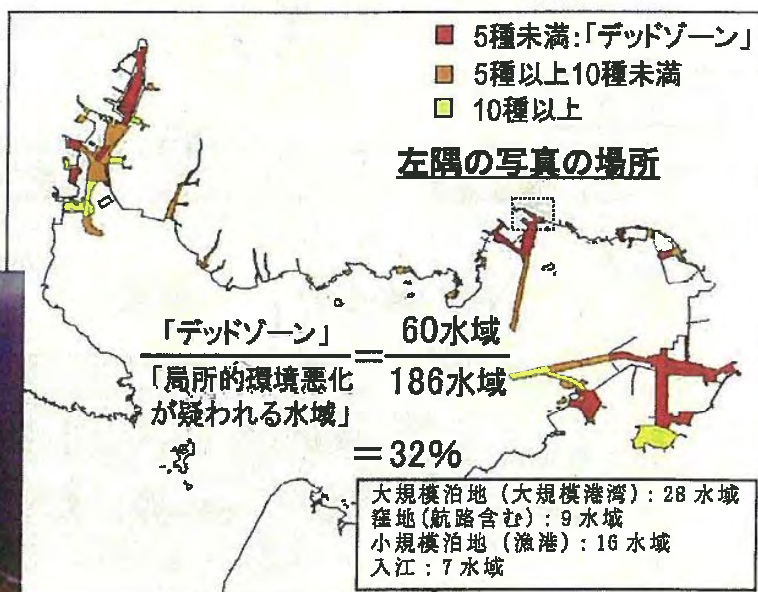 5種未満:「デッドゾーン」
5種以上10種未満
10種以上
左隅の写真の場所
「デッドゾーン」
「局所的環境悪化
が疑われる水域」
＝
60水域
186水域
＝32%
大規模泊地（大規模港湾）：28水域
窪地(航路含む）：9水域
小規模泊地（漁港）：16水域
入江：7水域